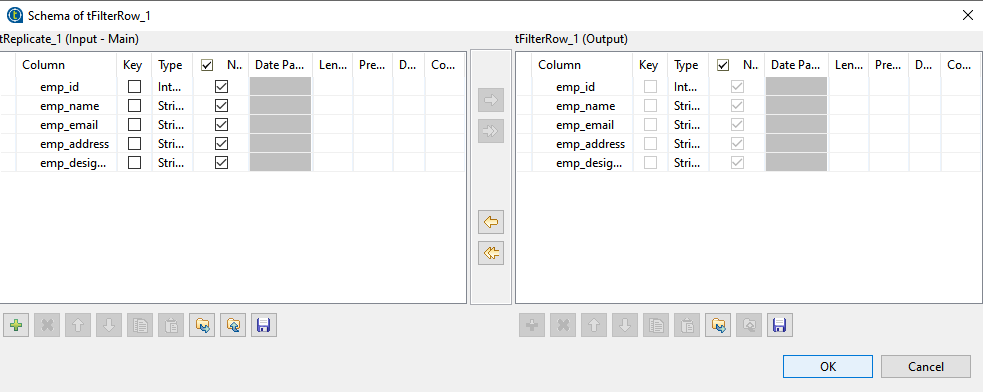 Schema of tFilterRow_1
tReplicate_1 (Input - Main)
Column Key Type N.. Date Pa... Len... Pre... D... Co...
emp_id Int...
emp_name Stri...
emp_email Stri...
emp_address Stri...
emp_desig... Stri...
tFilterRow_1 (Output)
Column Key Type N.. Date Pa... Len... Pre... D... Co...
emp_id Int...
emp_name Stri...
emp_email Stri...
emp_address Stri...
emp_desig... Stri...
OK
Cancel